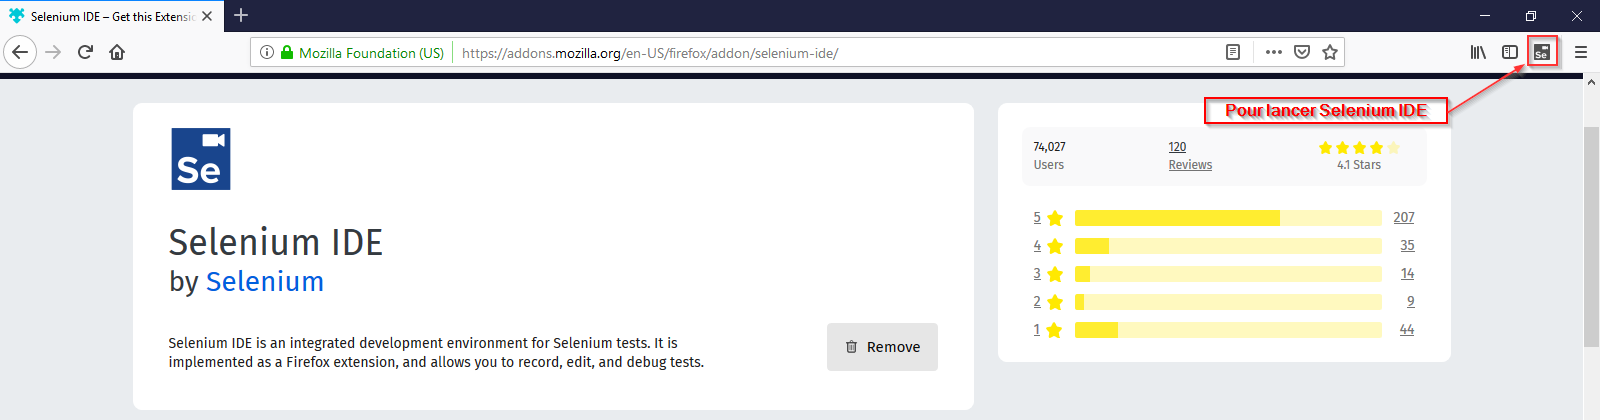 Selenium IDE – Get this Extensi
Mozilla Foundation (US)
https://addons.mozilla.org/en-US/firefox/addon/selenium-ide/
Se
Pour lancer Selenium IDE
Se
Selenium IDE
by Selenium
Selenium IDE is an integrated development environment for Selenium tests. It is
implemented as a Firefox extension, and allows you to record, edit, and debug tests.
Remove
74,027
Users
120
Reviews
4.1 Stars
5 207
4 35
3 14
2 9
1 44